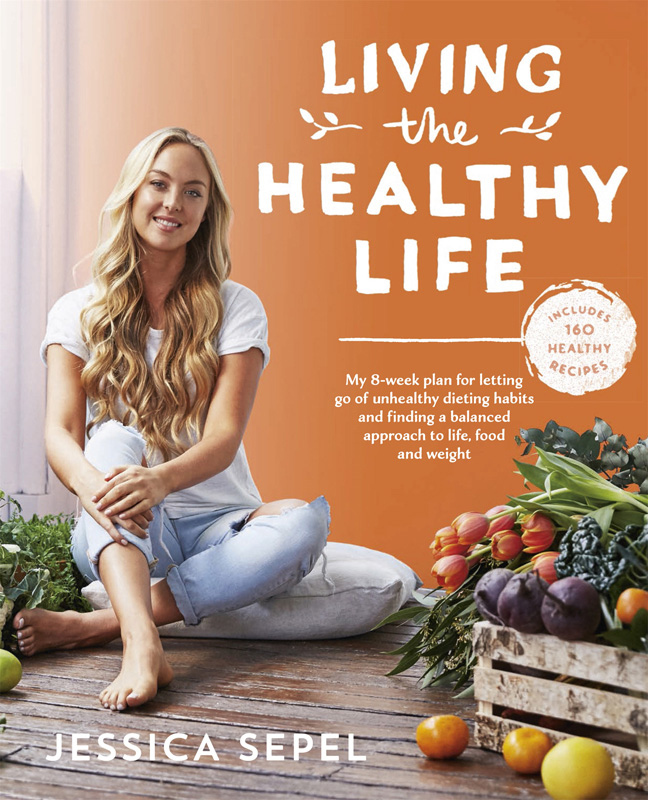 LIVING
the
HEALTHY
LIFE
INCLUDES
160
HEALTHY
RECIPES
My 8-week plan for letting
go of unhealthy dieting habits
and finding a balanced
approach to life, food
and weight
JESSICA SEPEL